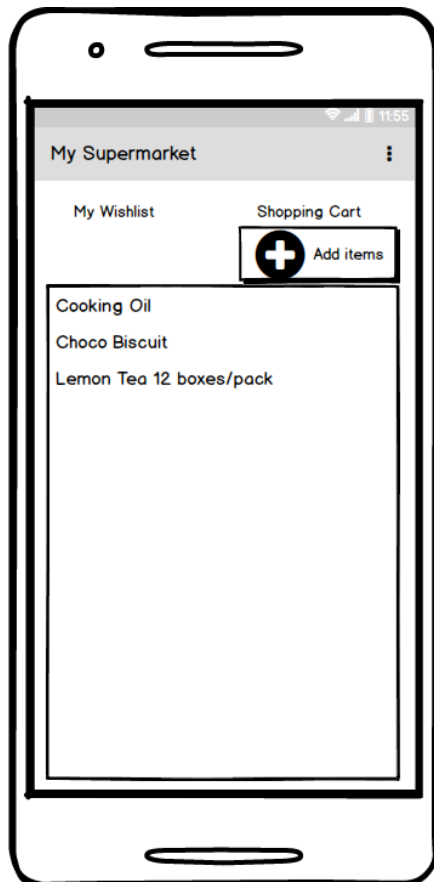 11:55
My Supermarket
My Wishlist Shopping Cart
Add items
Cooking Oil
Choco Biscuit
Lemon Tea 12 boxes/pack